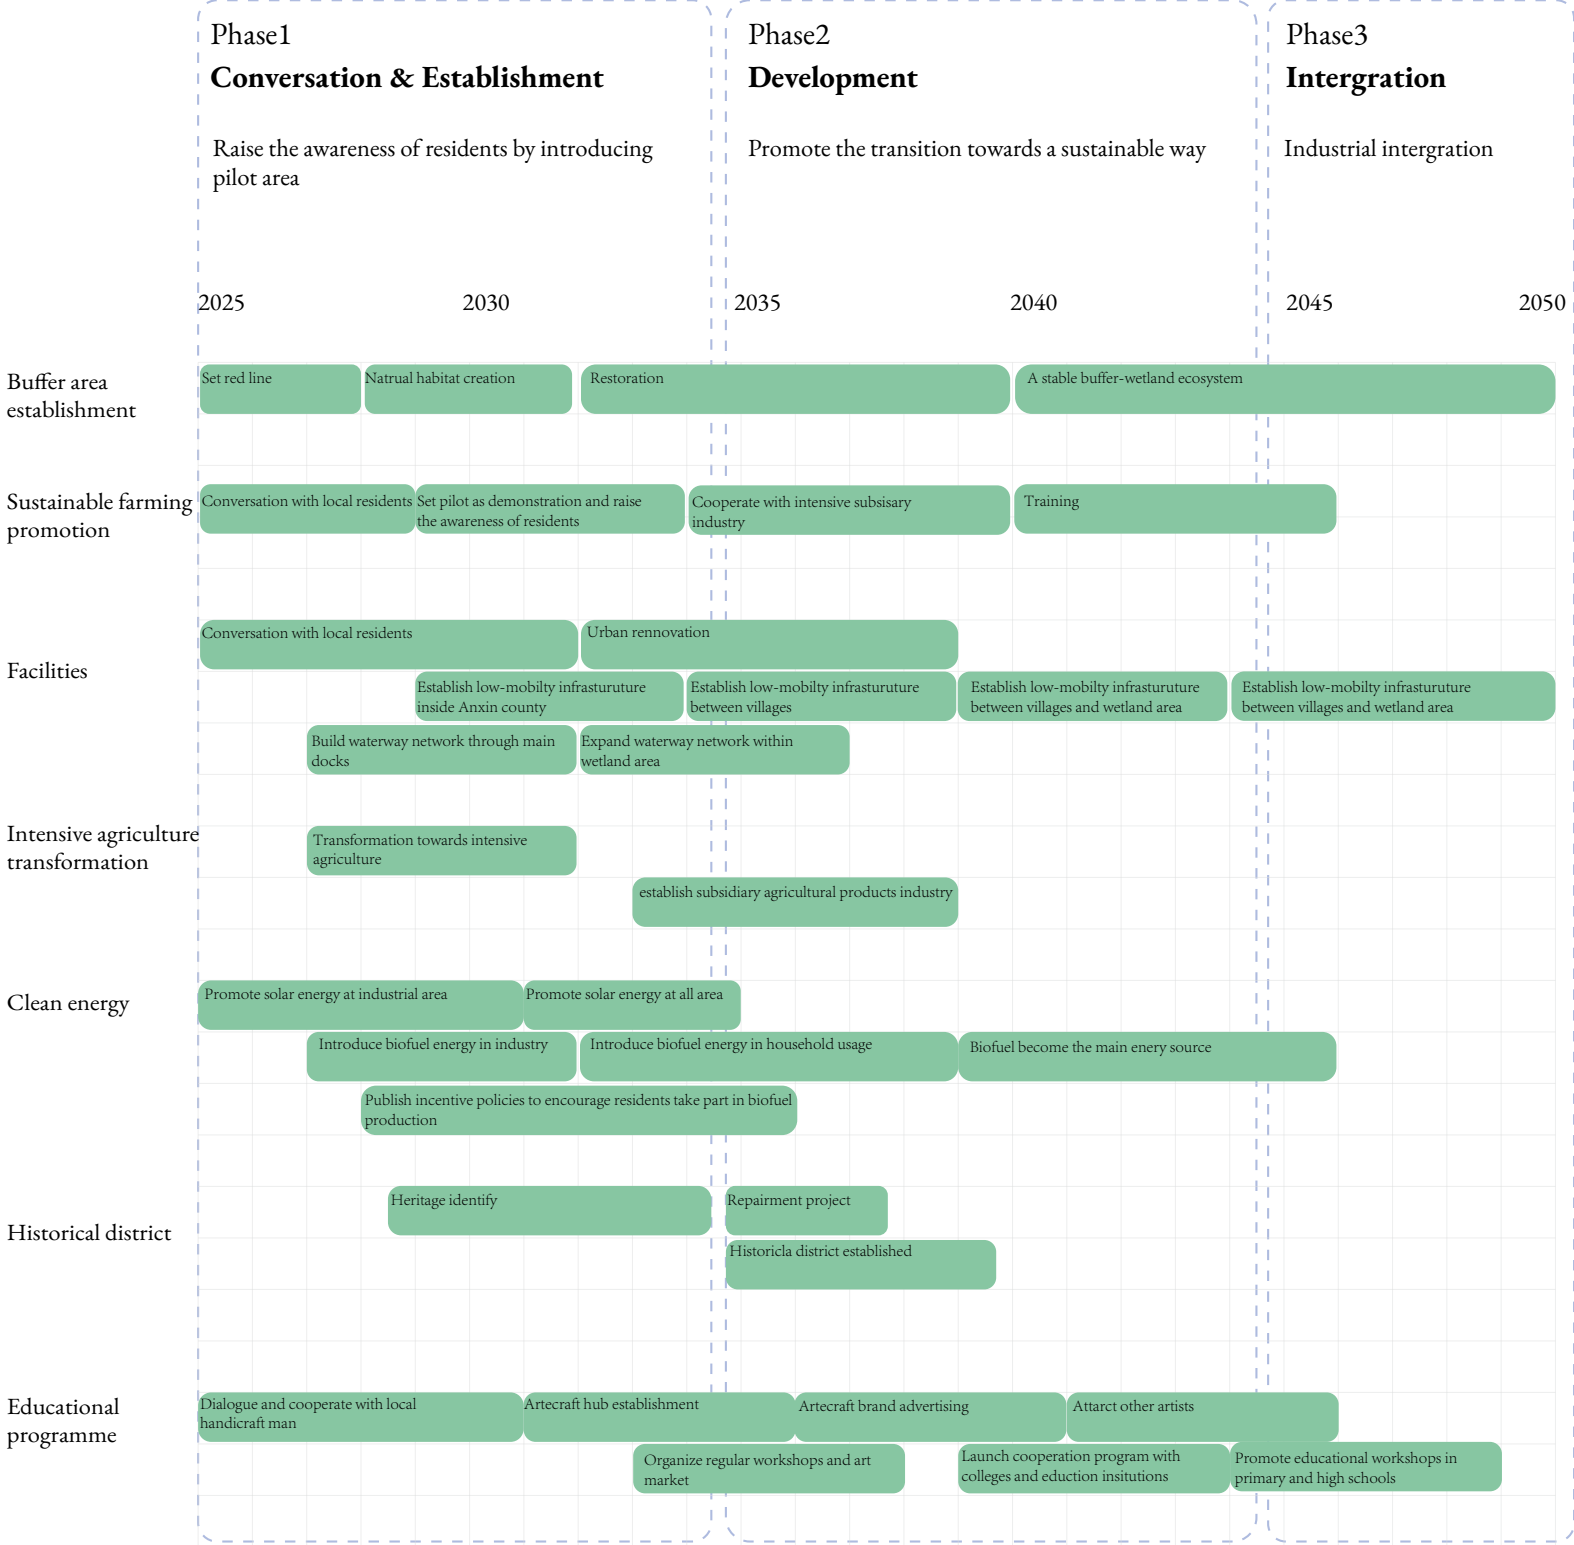 Phase1
Conversation & Establishment
Raise the awareness of residents by introducing
pilot area
Phase2
Development
Promote the transition towards a sustainable way
Phase3
Intergration
Industrial intergration
2025
2030
2035
2040
2045
2050
Buffer area
establishment
Set red line
Natrual habitat creation
Restoration
A stable buffer-wetland ecosystem
Sustainable farming
promotion
Conversation with local residents
Set pilot as demonstration and raise
the awareness of residents
Cooperate with intensive subsisary
industry
Training
Facilities
Conversation with local residents
Urban rennovation
Establish low-mobilty infrasturuture
inside Anxin county
Establish low-mobilty infrasturuture
between villages
Establish low-mobilty infrasturuture
between villages and wetland area
Establish low-mobilty infrasturuture
between villages and wetland area
Build waterway network through main
docks
Expand waterway network within
wetland area
Intensive agriculture
transformation
Transformation towards intensive
agriculture
establish subsidiary agricultural products industry
Clean energy
Promote solar energy at industrial area
Promote solar energy at all area
Introduce biofuel energy in industry
Introduce biofuel energy in household usage
Biofuel become the main enery source
Publish incentive policies to encourage residents take part in biofuel
production
Historical district
Heritage identify
Repairment project
Historicla district established
Educational
programme
Dialogue and cooperate with local
handicraft man
Artecraft hub establishment
Artecraft brand advertising
Attarct other artists
Organize regular workshops and art
market
Launch cooperation program with
colleges and eduction insitutions
Promote educational workshops in
primary and high schools